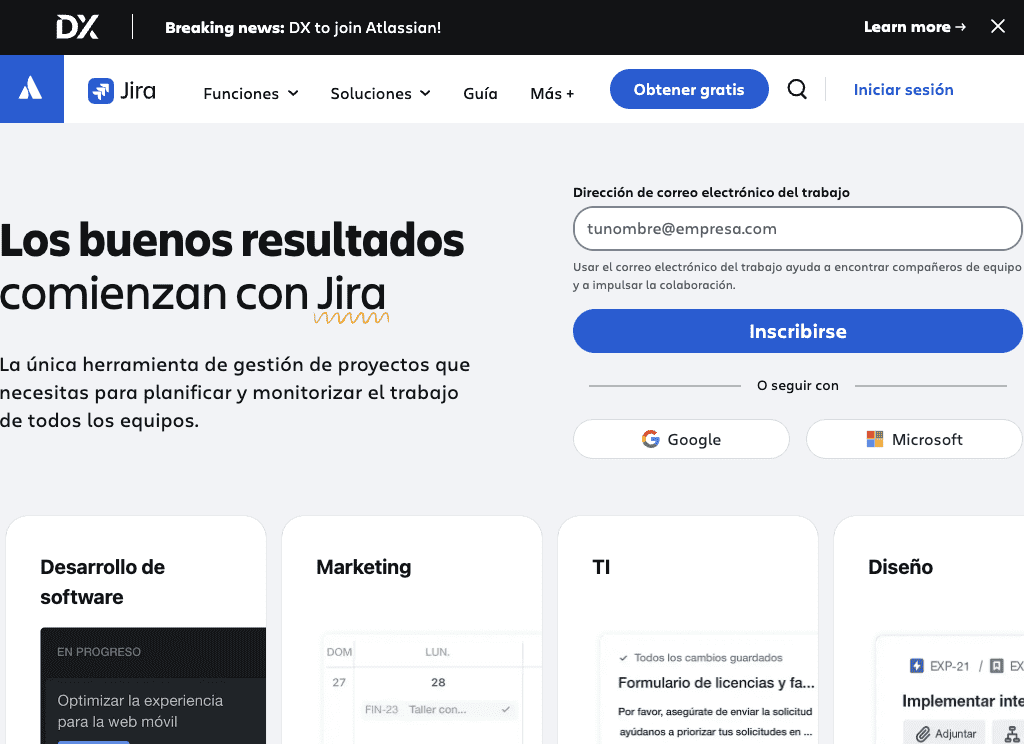 DX
Breaking news: DX to join Atlassian!
Learn more →
Jira
Funciones
Soluciones
Guía
Más +
Obtener gratis
Iniciar sesión
Los buenos resultados
comienzan con Jira
La única herramienta de gestión de proyectos que
necesitas para planificar y monitorizar el trabajo
de todos los equipos.
Dirección de correo electrónico del trabajo
tunombre@empresa.com
Usar el correo electrónico del trabajo ayuda a encontrar compañeros de equipo
y a impulsar la colaboración.
Inscribirse
O seguir con
Google
Microsoft
Desarrollo de
software
EN PROGRESO
Optimizar la experiencia
para la web móvil
Marketing
DOM
LUN.
27
28
FIN-23 Taller con...
TI
Todos los cambios guardados
Formulario de licencias y fa...
Por favor, asegúrate de enviar la solicitud
ayúdanos a priorizar tus solicitudes en ...
Diseño
EXP-21 / EX
Implementar inte
Adjuntar